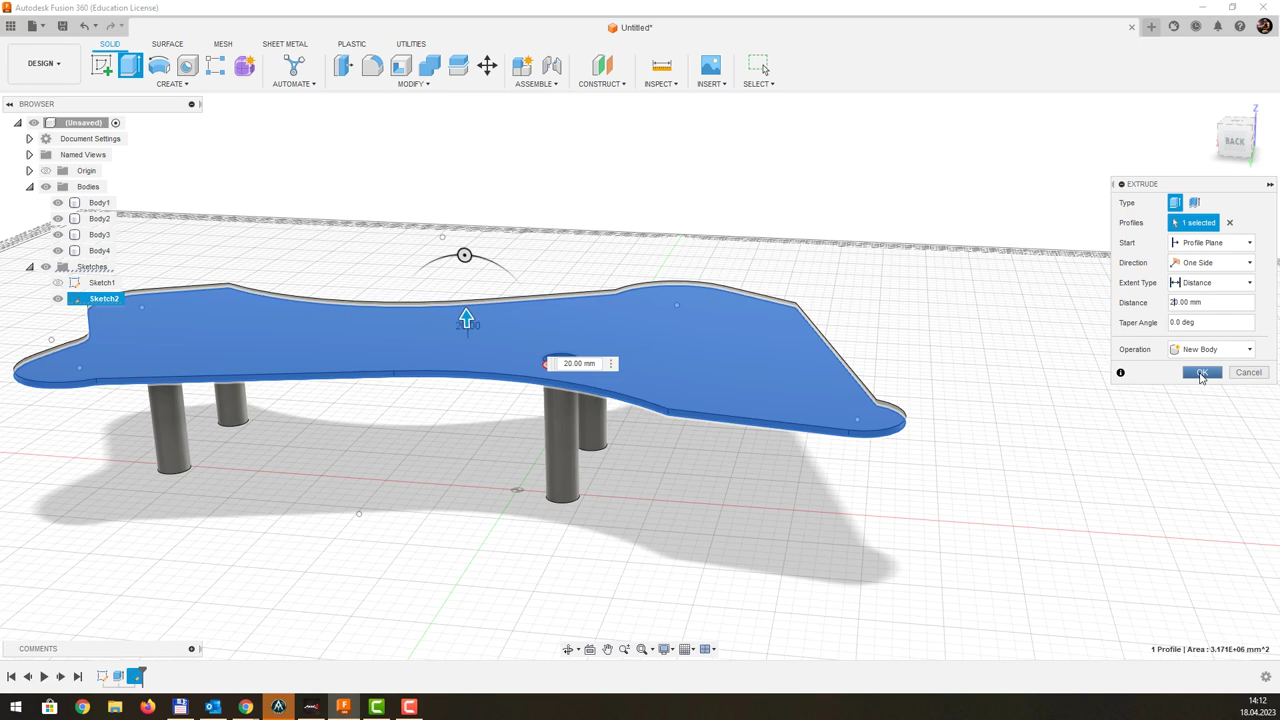 Autodesk Fusion 360 (Education License)
Untitled*
DESIGN
SOLID
SURFACE
MESH
SHEET METAL
PLASTIC
UTILITIES
CREATE
AUTOMATE
MODIFY
ASSEMBLE
CONSTRUCT
INSPECT
INSERT
SELECT
BROWSER
(Unsaved)
Document Settings
Named Views
Origin
Bodies
Body1
Body2
Body3
Body4
Sketches
Sketch1
Sketch2
20.00 mm
Z
BACK
EXTRUDE
Type
Profiles 1 selected
Start Profile Plane
Direction One Side
Extent Type Distance
Distance 20.00 mm
Taper Angle 0.0 deg
Operation New Body
OK Cancel
COMMENTS
1 Profile | Area : 3.171E+06 mm^2
14:12
18.04.2023